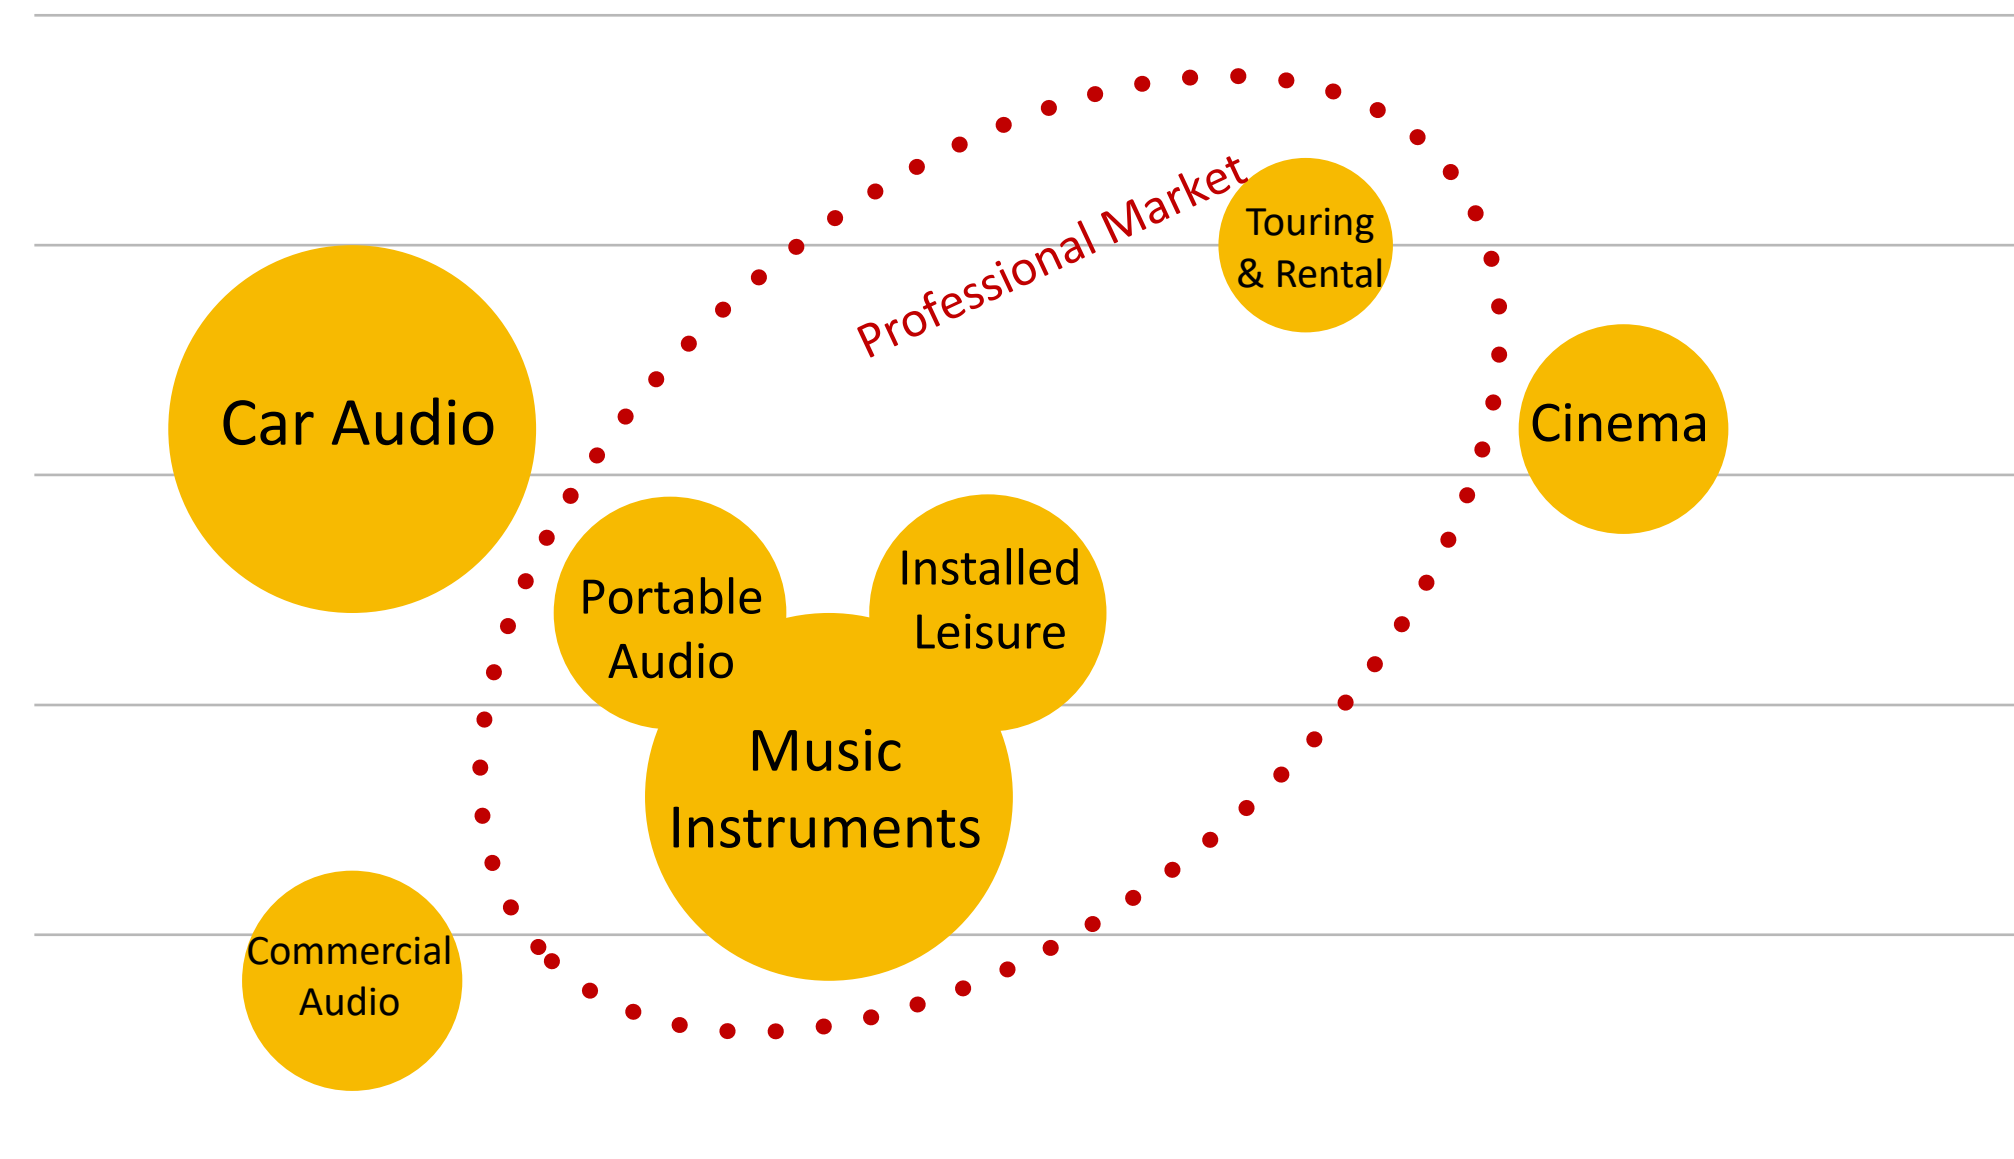 Professional Market
Touring
& Rental
Car Audio
Cinema
Portable
Audio
Installed
Leisure
Music
Instruments
Commercial
Audio